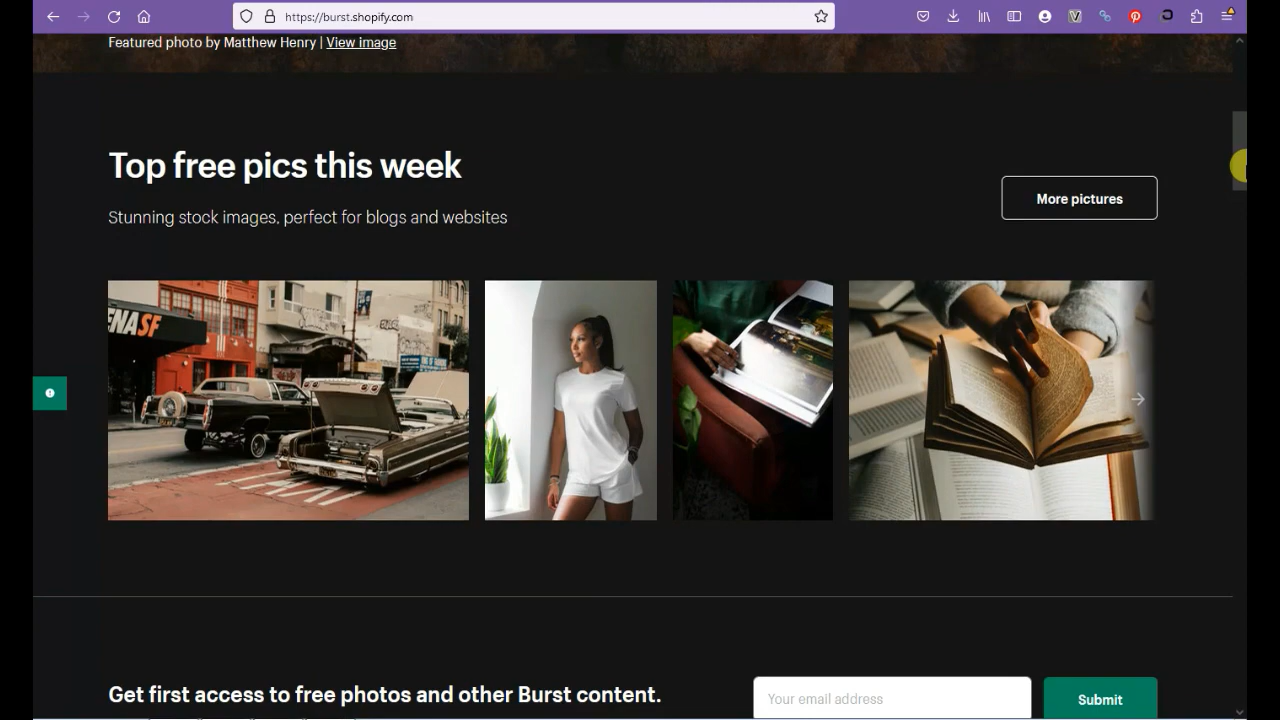 https://burst.shopify.com
Featured photo by Matthew Henry | View image
Top free pics this week
Stunning stock images, perfect for blogs and websites
More pictures
ENASF
Get first access to free photos and other Burst content.
Your email address
Submit